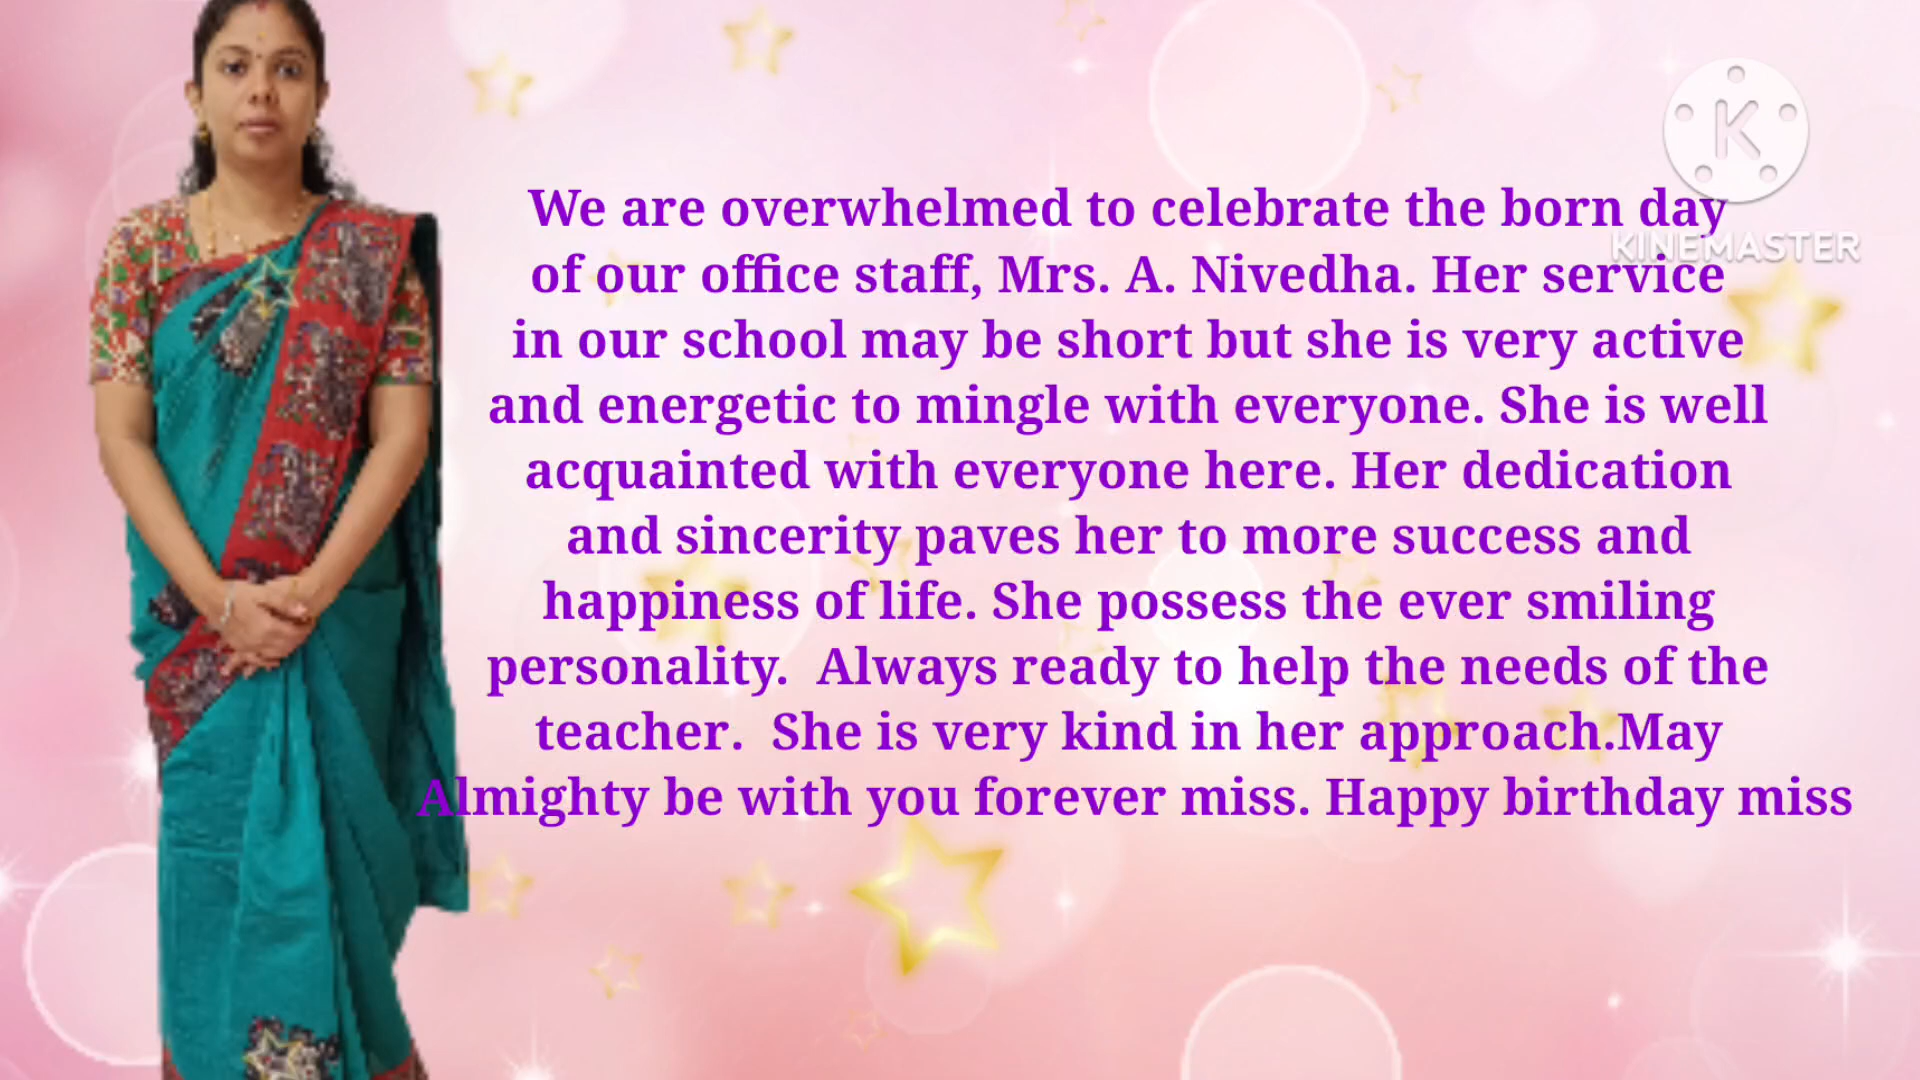 We are overwhelmed to celebrate the born day
of our office staff, Mrs. A. Nivedha. Her service
in our school may be short but she is very active
and energetic to mingle with everyone. She is well
acquainted with everyone here. Her dedication
and sincerity paves her to more success and
happiness of life. She possess the ever smiling
personality.  Always ready to help the needs of the
teacher.  She is very kind in her approach.May
Almighty be with you forever miss. Happy birthday miss
K
KINEMASTER